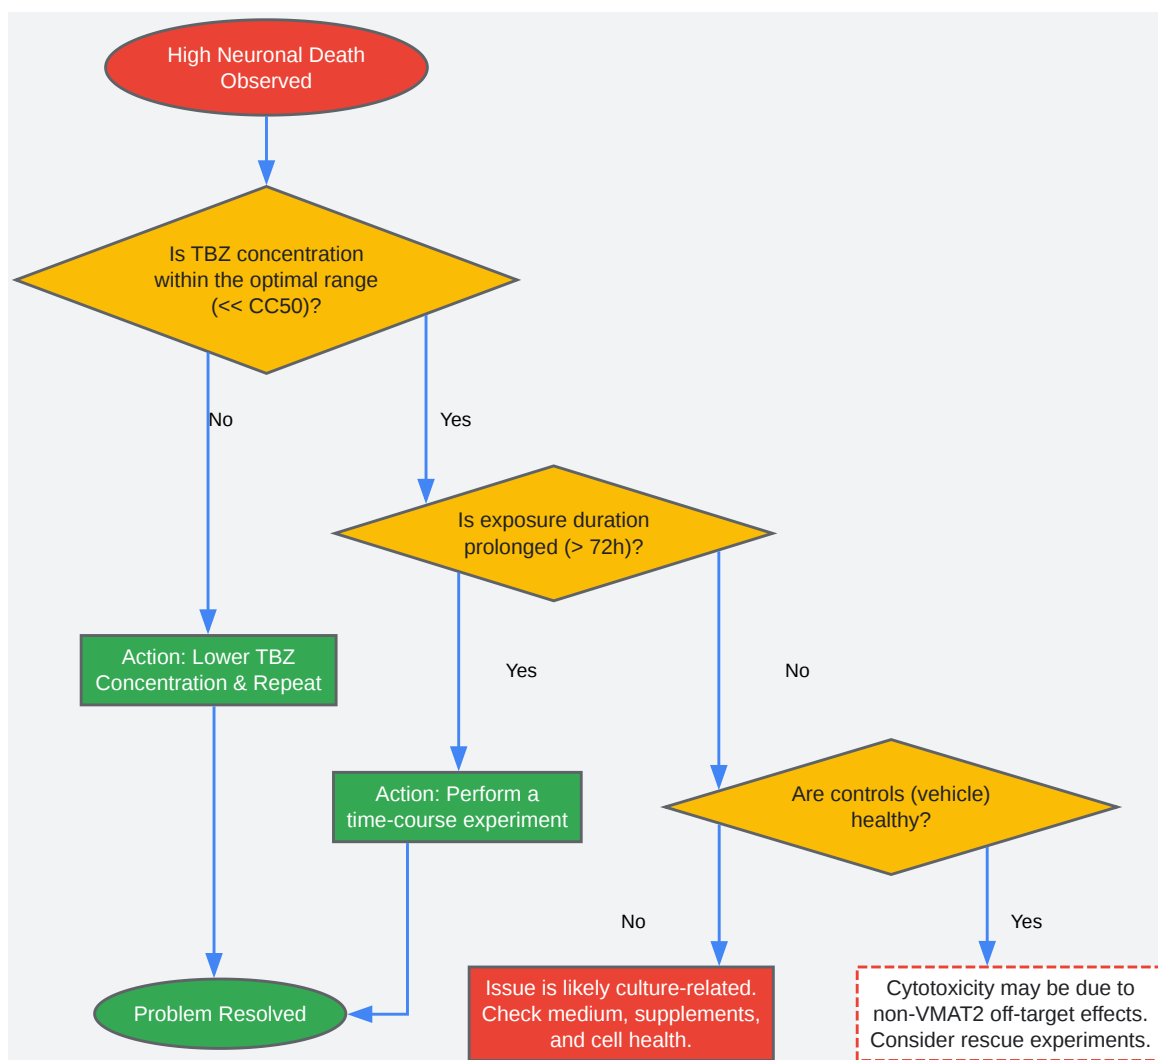 High Neuronal Death
Observed
Is TBZ concentration
within the optimal range
(<< CC50)?
No
Yes
Is exposure duration
prolonged (> 72h)?
Action: Lower TBZ
Concentration & Repeat
Yes
No
Action: Perform a
time-course experiment
Are controls (vehicle)
healthy?
No
Yes
Problem Resolved
Issue is likely culture-related.
Check medium, supplements,
and cell health.
Cytotoxicity may be due to
non-VMAT2 off-target effects.
Consider rescue experiments.